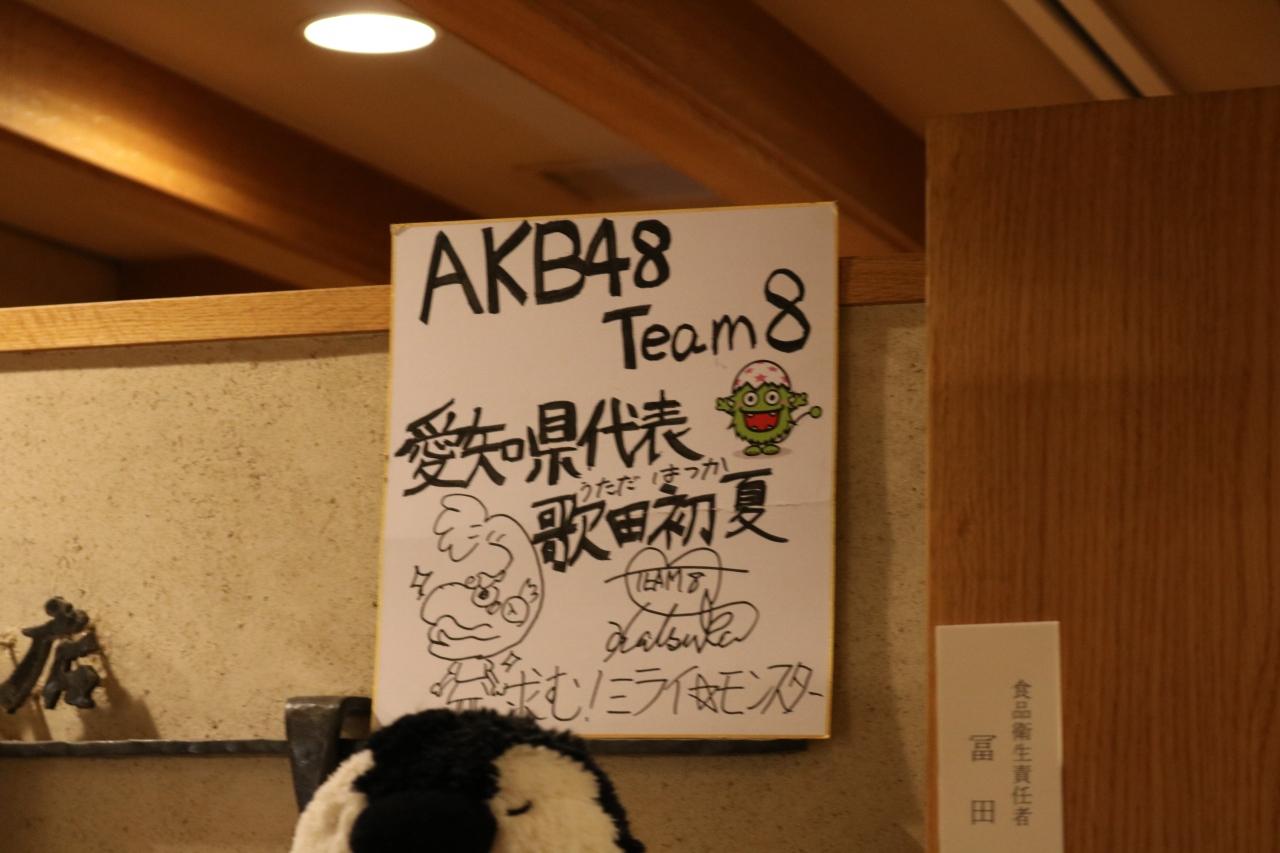 AKB48
Team 8
愛知県代表
うただ はつか
歌田初夏
TEAM 8
Hatsuka
求む!ミライ☆モンスター
食品衛生責任者
冨田